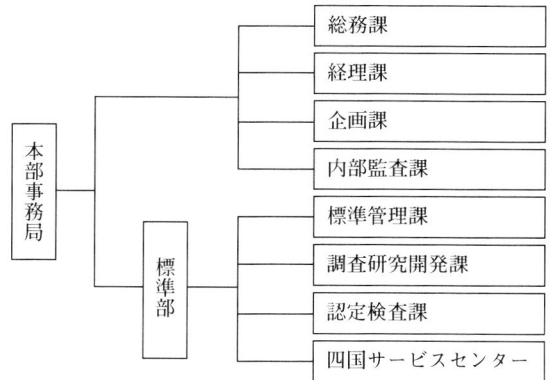 本部事務局
総務課
経理課
企画課
内部監査課
標準部
標準管理課
調査研究開発課
認定検査課
四国サービスセンター